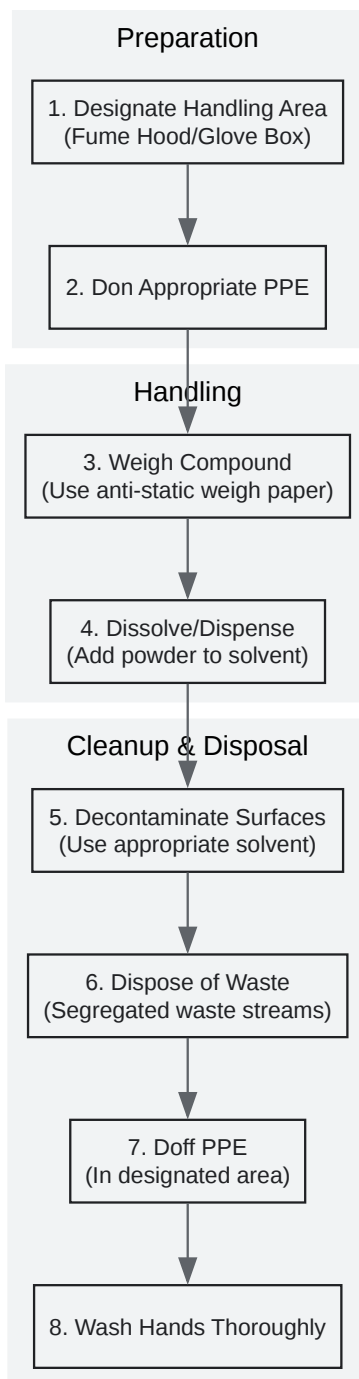 Preparation
1. Designate Handling Area
(Fume Hood/Glove Box)
2. Don Appropriate PPE
Handling
3. Weigh Compound
(Use anti-static weigh paper)
4. Dissolve/Dispense
(Add powder to solvent)
Cleanup & Disposal
5. Decontaminate Surfaces
(Use appropriate solvent)
6. Dispose of Waste
(Segregated waste streams)
7. Doff PPE
(In designated area)
8. Wash Hands Thoroughly